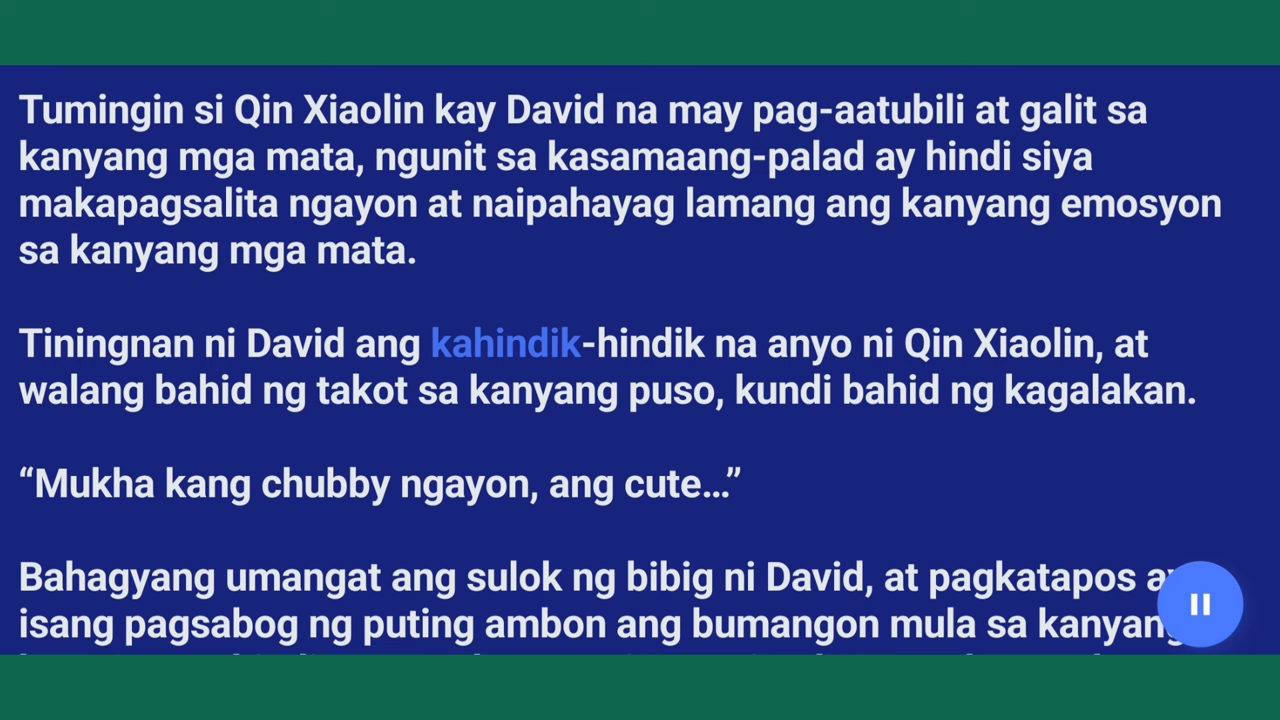 Tumingin si Qin Xiaolin kay David na may pag-aatubili at galit sa
kanyang mga mata, ngunit sa kasamaang-palad ay hindi siya
makapagsalita ngayon at naipahayag lamang ang kanyang emosyon
sa kanyang mga mata.
Tiningnan ni David ang kahindik-hindik na anyo ni Qin Xiaolin, at
walang bahid ng takot sa kanyang puso, kundi bahid ng kagalakan.
“Mukha kang chubby ngayon, ang cute…”
Bahagyang umangat ang sulok ng bibig ni David, at pagkatapos ay
isang pagsabog ng puting ambon ang bumangon mula sa kanyang